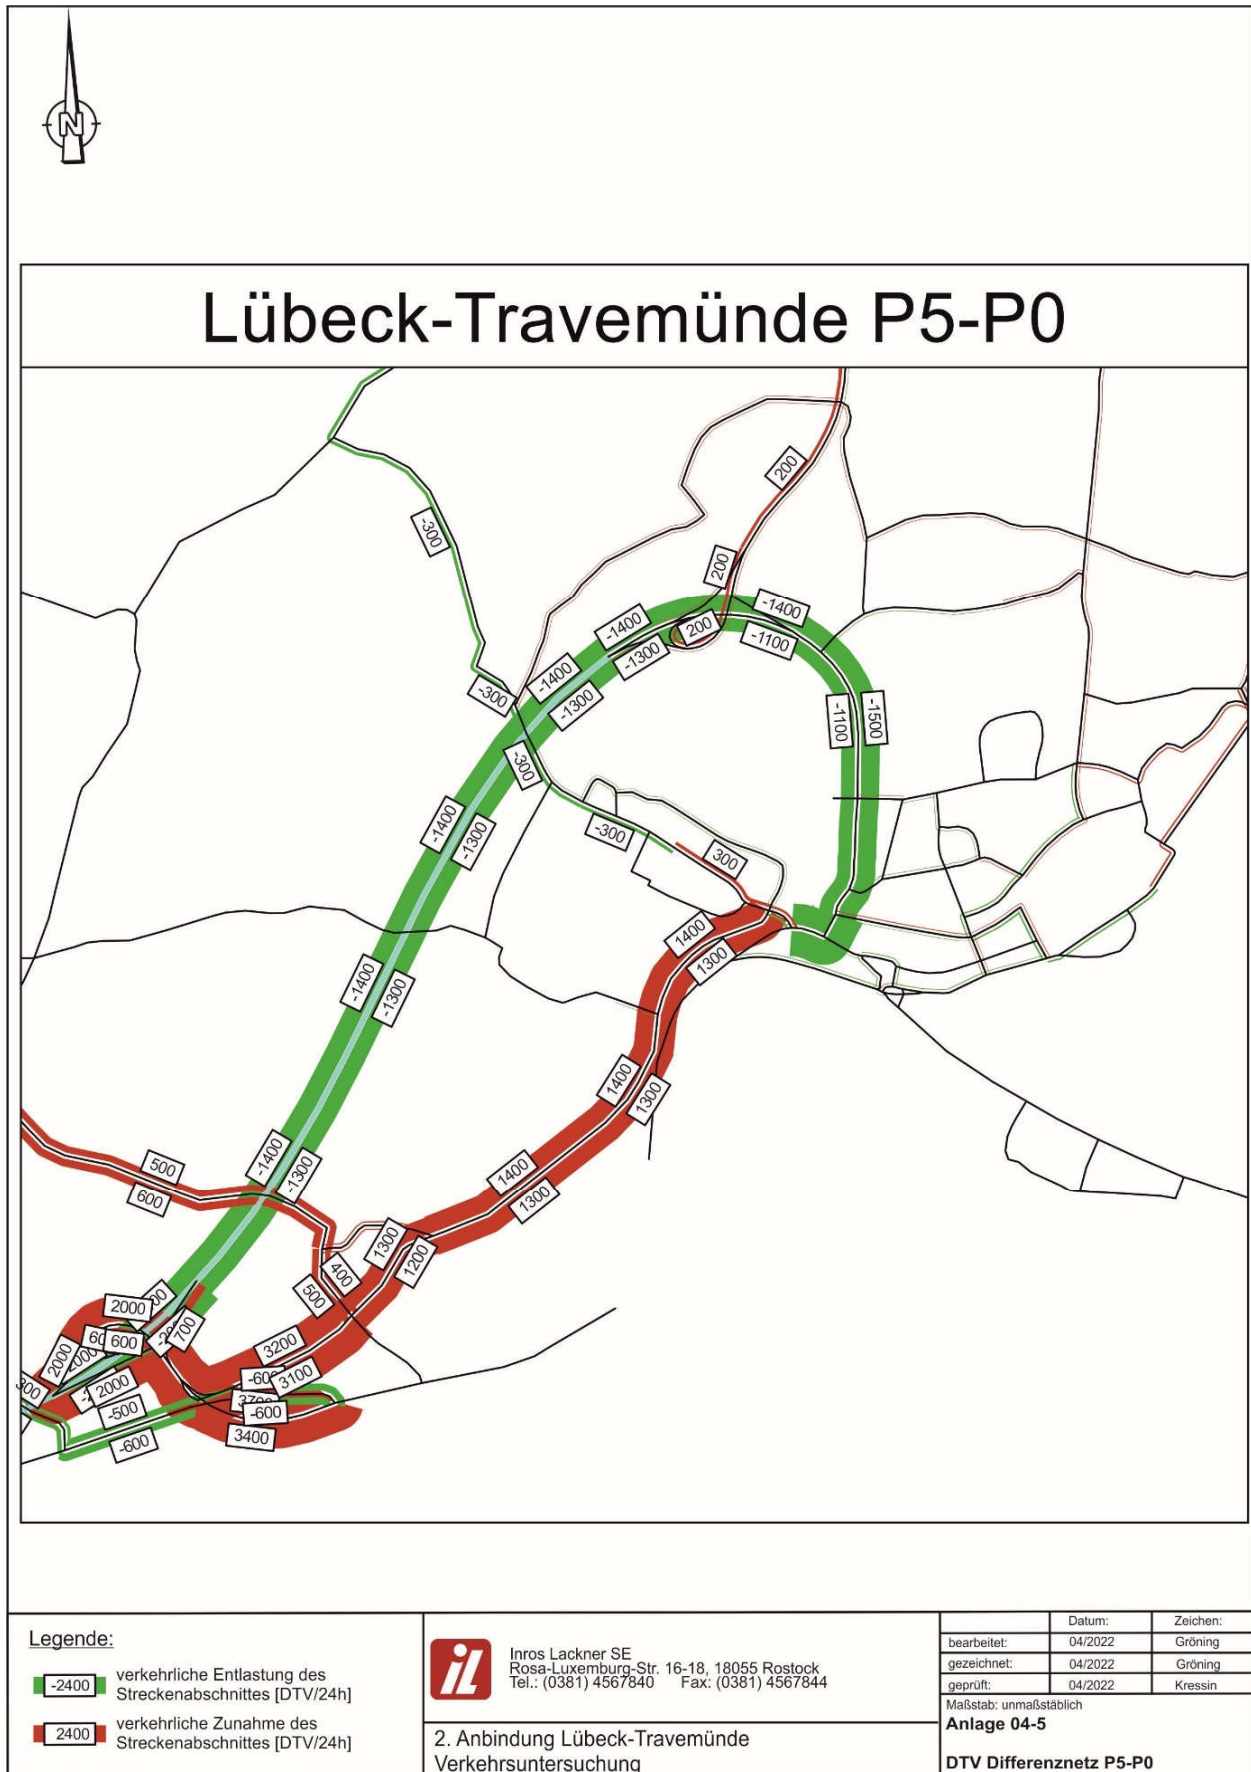 N
Lübeck-Travemünde P5-P0
200
-300
200
-1400
-1400
200
-1100
-1300
-300
-1400
-1300
-1100
-1500
-300
-1400
-1300
-300
300
1400
1300
-1400
-1300
1400
1300
-1400
-1300
500
600
1400
1300
1300
1200
400
500
2000
700
600
2000
3200
-600
3100
2000
300
-500
-600
-600
3400
Legende:
-2400 verkehrliche Entlastung des
Streckenabschnittes [DTV/24h]
2400 verkehrliche Zunahme des
Streckenabschnittes [DTV/24h]
iL
Inros Lackner SE
Rosa-Luxemburg-Str. 16-18, 18055 Rostock
Tel.: (0381) 4567840 Fax: (0381) 4567844
2. Anbindung Lübeck-Travemünde
Verkehrsuntersuchung
Datum: Zeichen:
bearbeitet: 04/2022 Gröning
gezeichnet: 04/2022 Gröning
geprüft: 04/2022 Kressin
Maßstab: unmaßstäblich
Anlage 04-5
DTV Differenznetz P5-P0